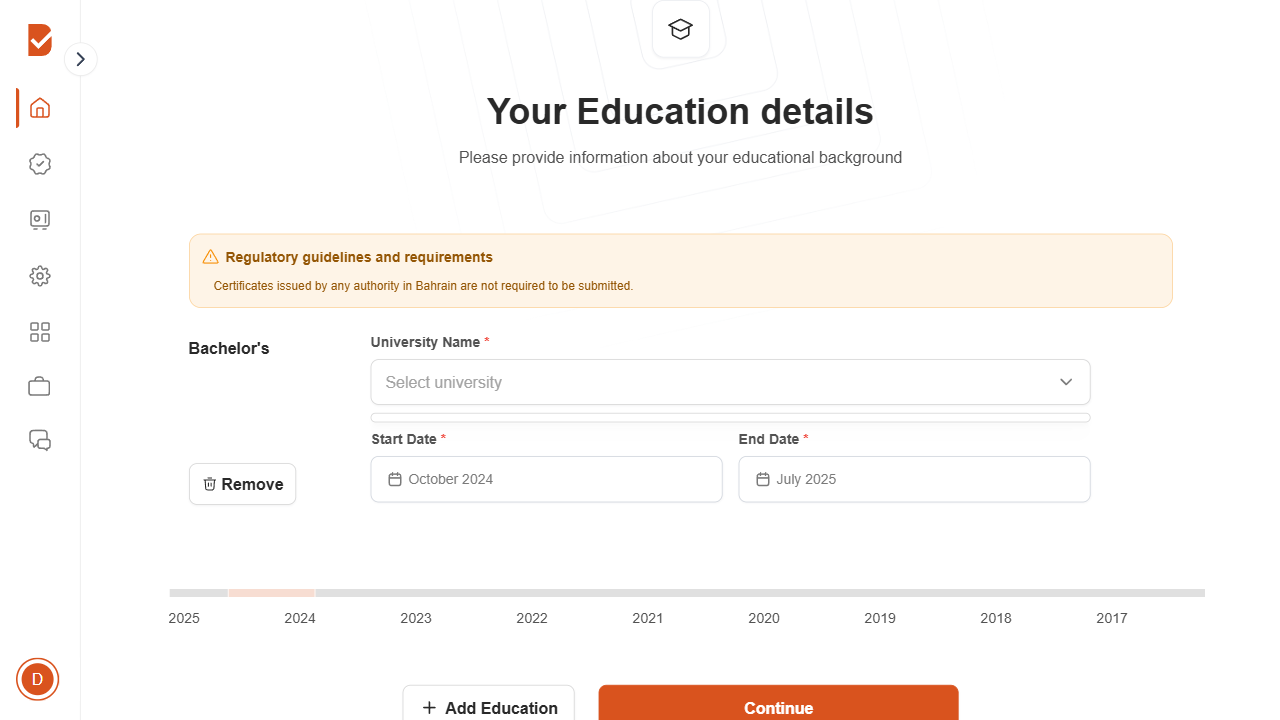 Your Education details
Please provide information about your educational background
Regulatory guidelines and requirements
Certificates issued by any authority in Bahrain are not required to be submitted.
Bachelor's
University Name *
Select university
Start Date *
End Date *
October 2024
July 2025
Remove
2025 2024 2023 2022 2021 2020 2019 2018 2017
D
Add Education
Continue